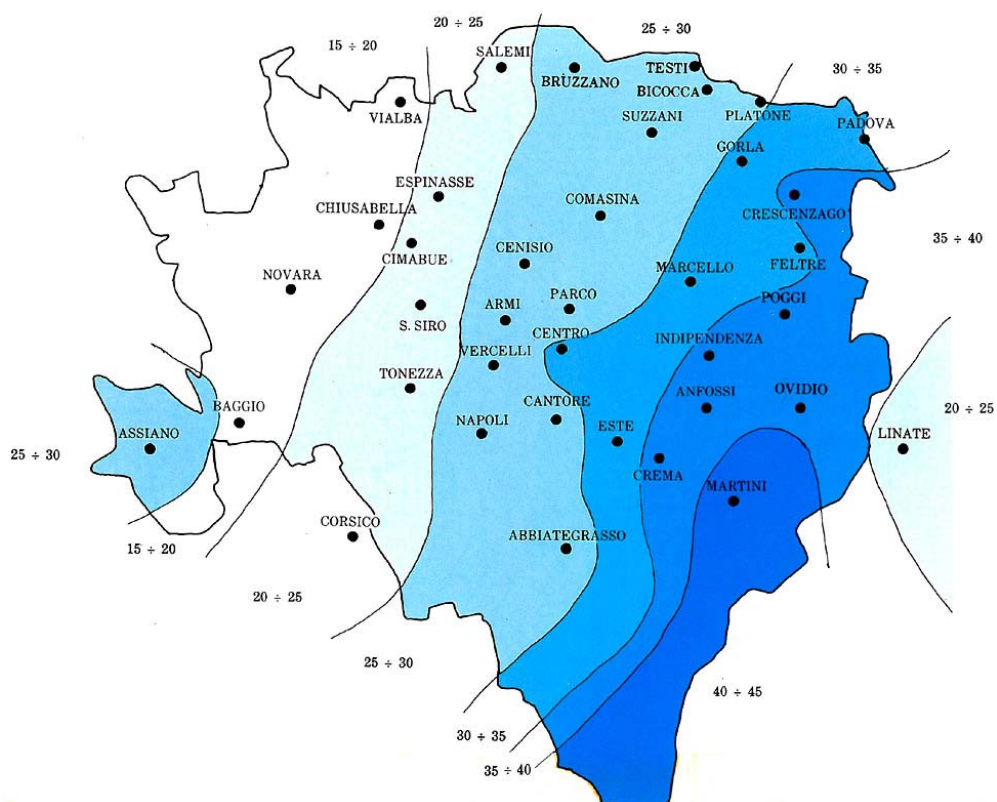 20 ÷ 25
25 ÷ 30
15 ÷ 20
SALEMI
TESTI
30 ÷ 35
BRUZZANO
BICOCCA
VIALBA
SUZZANI
PLATONE
PADOVA
GORLA
ESPINASSE
COMASINA
CHIUSABELLA
CRESCENZAGO
35 ÷ 40
CENISIO
CIMABUE
MARCELLO
FELTRE
NOVARA
PARCO
POGGI
ARMI
S. SIRO
CENTRO
INDIPENDENZA
VERCELLI
TONEZZA
ANFOSSI
OVIDIO
BAGGIO
CANTORE
20 ÷ 25
NAPOLI
ESTE
ASSIANO
LINATE
25 ÷ 30
CREMA
MARTINI
CORSICO
ABBIATEGRASSO
15 ÷ 20
20 ÷ 25
25 ÷ 30
40 ÷ 45
30 ÷ 35
35 ÷ 40